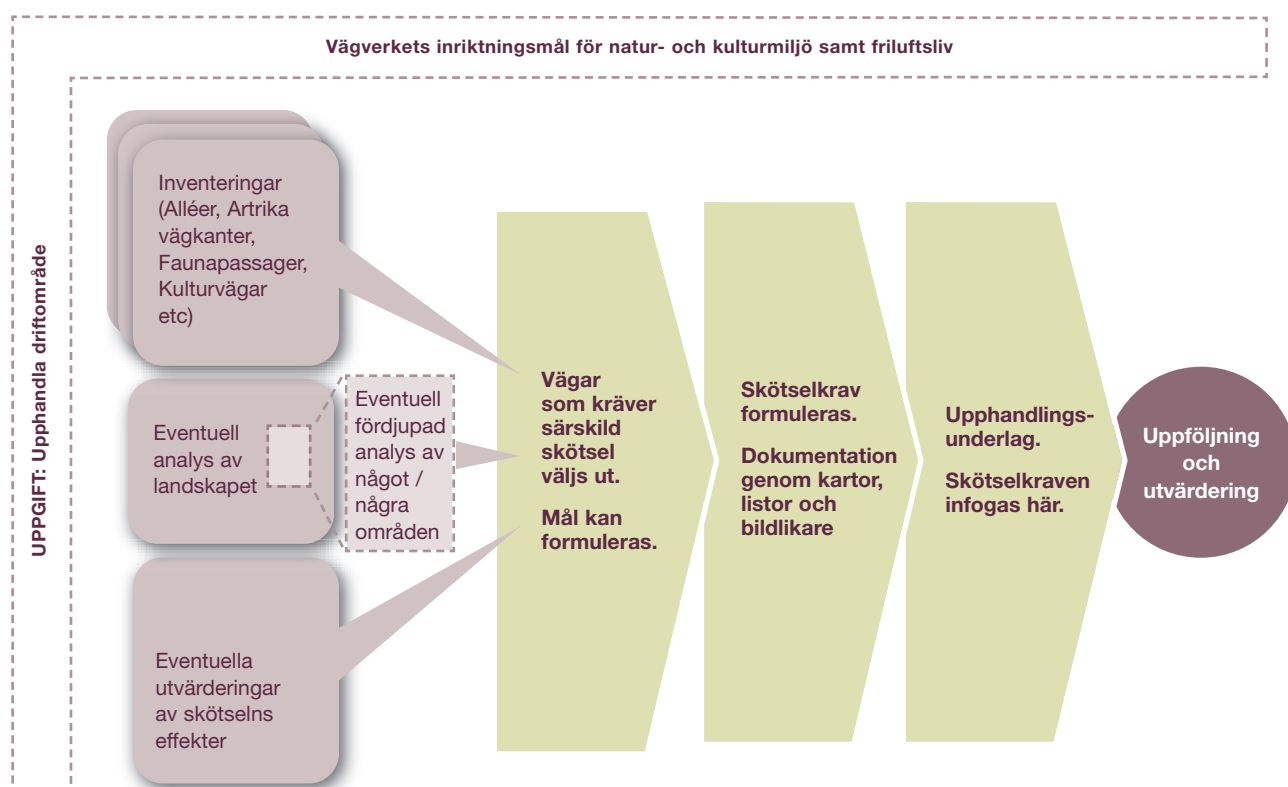 Vägverkets inriktningsmål för natur- och kulturmiljö samt friluftsliv
UPPGIFT: Upphandla driftområde
Inventeringar
(Alléer, Artrika
vägkanter,
Faunapassager,
Kulturvägar
etc)
Eventuell
analys av
landskapet
Eventuell
fördjupad
analys av
något /
några
områden
Eventuella
utvärderingar
av skötselns
effekter
Vägar
som kräver
särskild
skötsel
väljs ut.
Mål kan
formuleras.
Skötselkrav
formuleras.
Dokumentation
genom kartor,
listor och
bildlikare
Upphandlings-
underlag.
Skötselkraven
infogas här.
Uppföljning
och
utvärdering